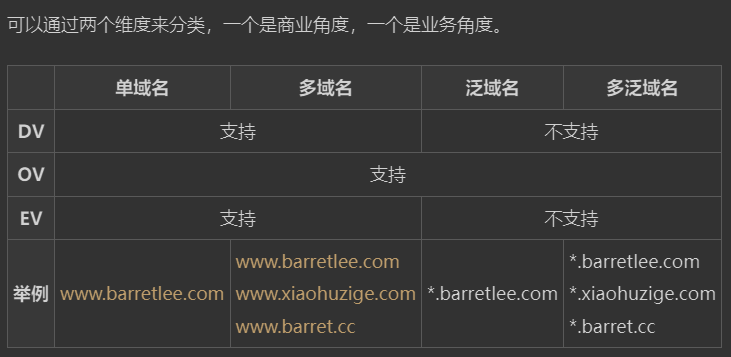 可以通过两个维度来分类，一个是商业角度，一个是业务角度。
单域名 多域名 泛域名 多泛域名
DV 支持 不支持
OV 支持
EV 支持 不支持
举例 www.barretlee.com www.barretlee.com *.barretlee.com *.barretlee.com
www.xiaohuzige.com *.xiaohuzige.com
www.barret.cc *.barret.cc